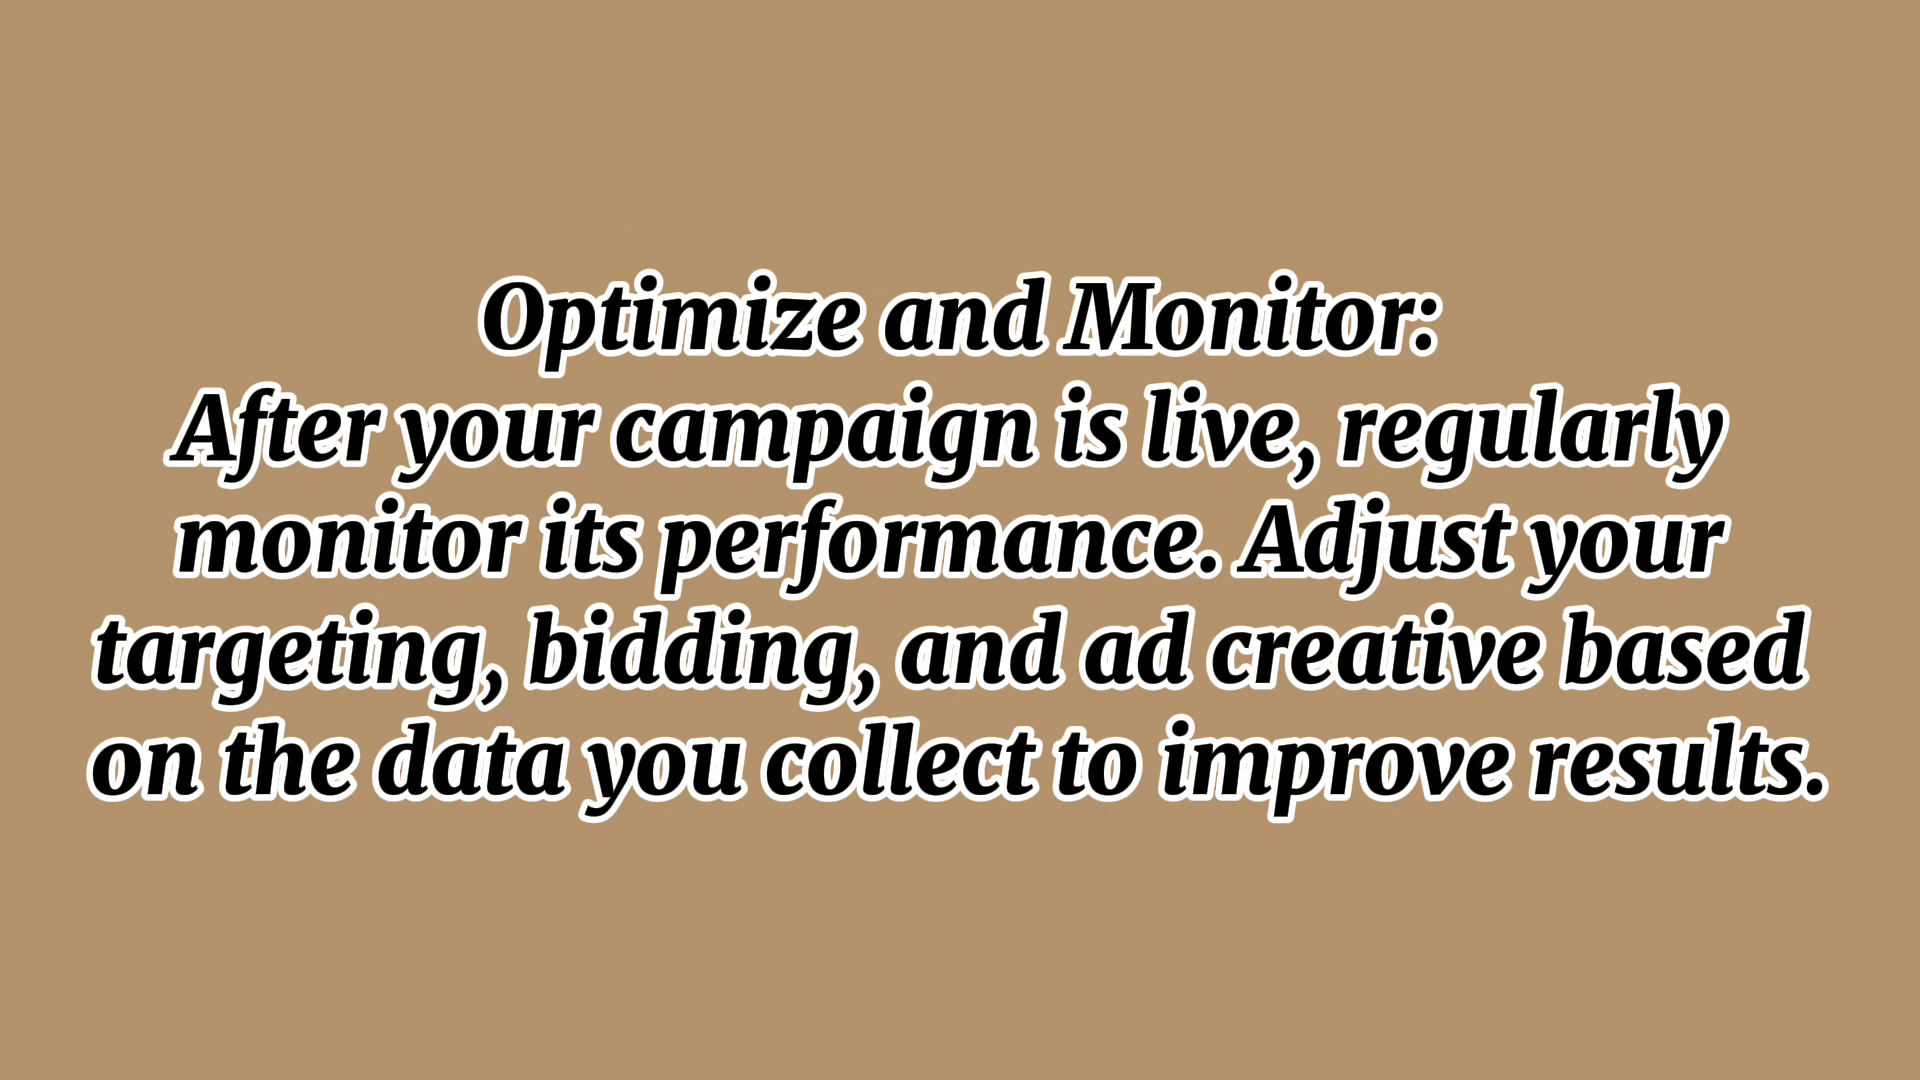 Optimize and Monitor:
After your campaign is live, regularly
monitor its performance. Adjust your
targeting, bidding, and ad creative based
on the data you collect to improve results.